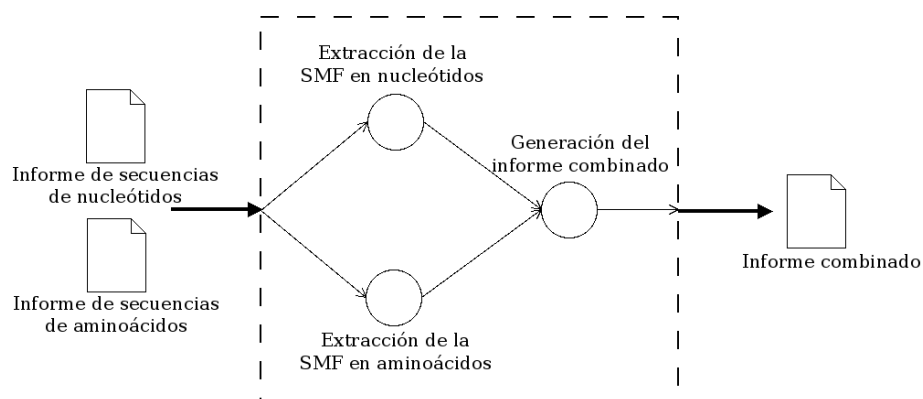 Extracción de la
SMF en nucleótidos
Generación del
informe combinado
Informe de secuencias
de nucleótidos
Informe de secuencias
de aminoácidos
Extracción de la
SMF en aminoácidos
Informe combinado